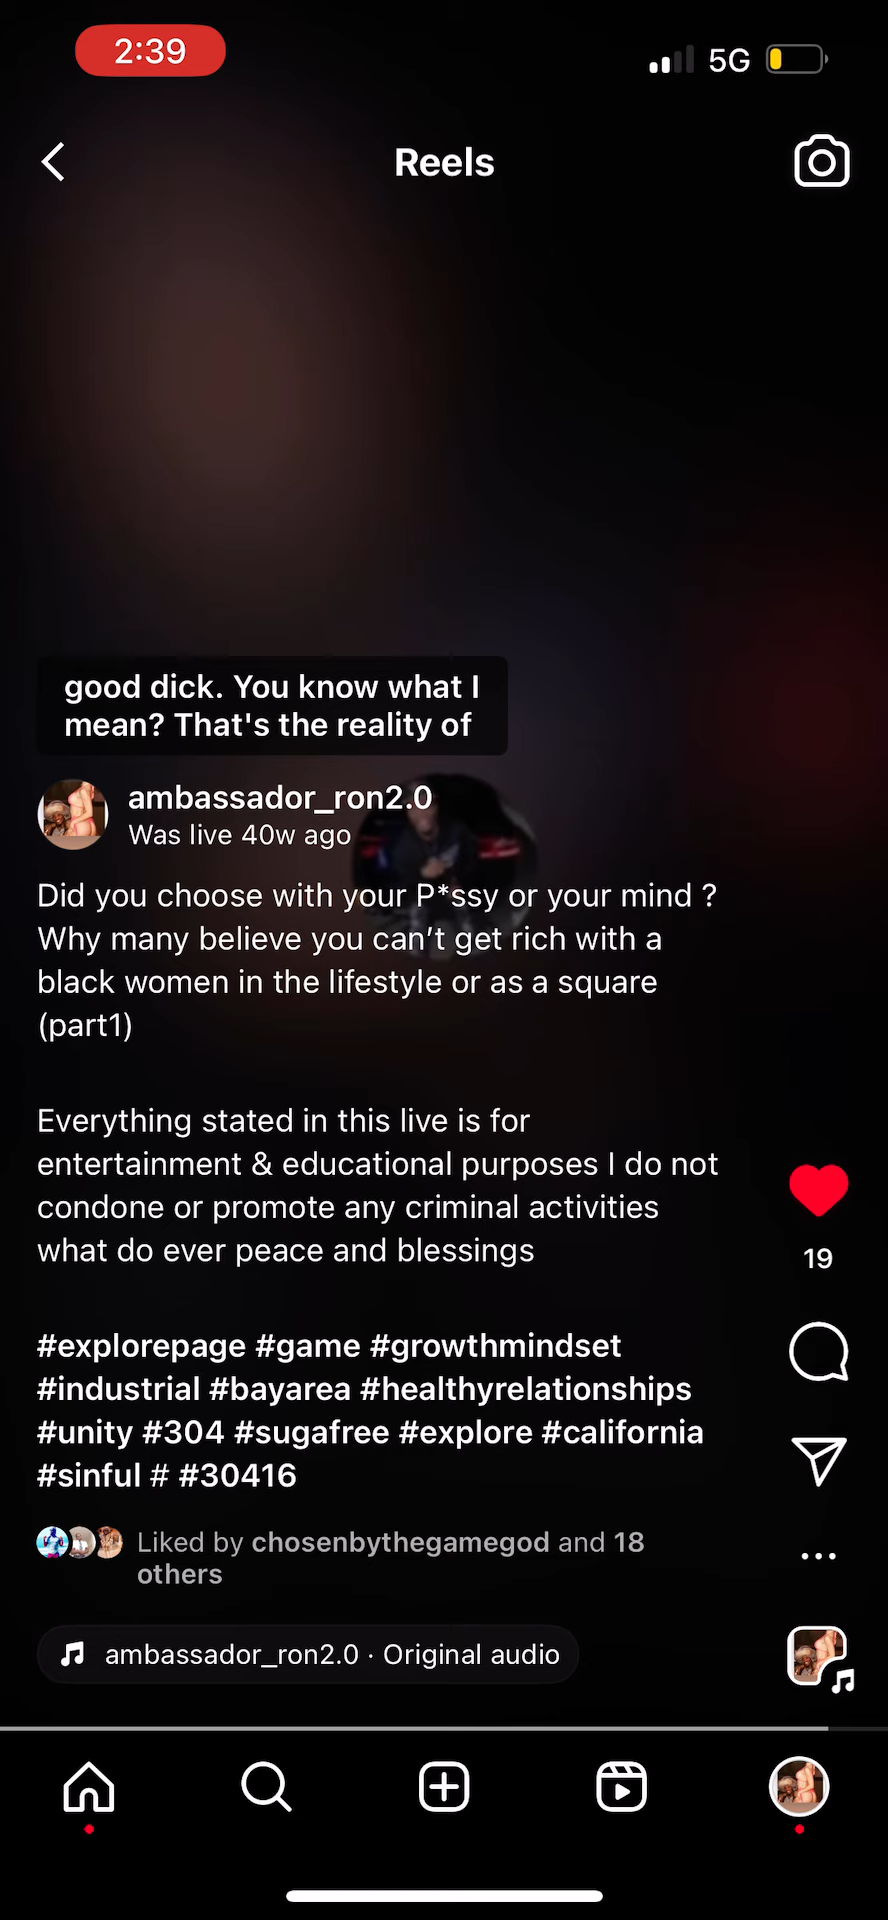 2:39
5G
Reels
good dick. You know what I
mean? That's the reality of
ambassador_ron2.0
Was live 40w ago
Did you choose with your P*ssy or your mind ?
Why many believe you can’t get rich with a
black women in the lifestyle or as a square
(part1)
Everything stated in this live is for
entertainment & educational purposes I do not
condone or promote any criminal activities
what do ever peace and blessings
#explorepage #game #growthmindset
#industrial #bayarea #healthyrelationships
#unity #304 #sugafree #explore #california
#sinful # #30416
19
Liked by chosenbythegamegod and 18
others
ambassador_ron2.0 · Original audio